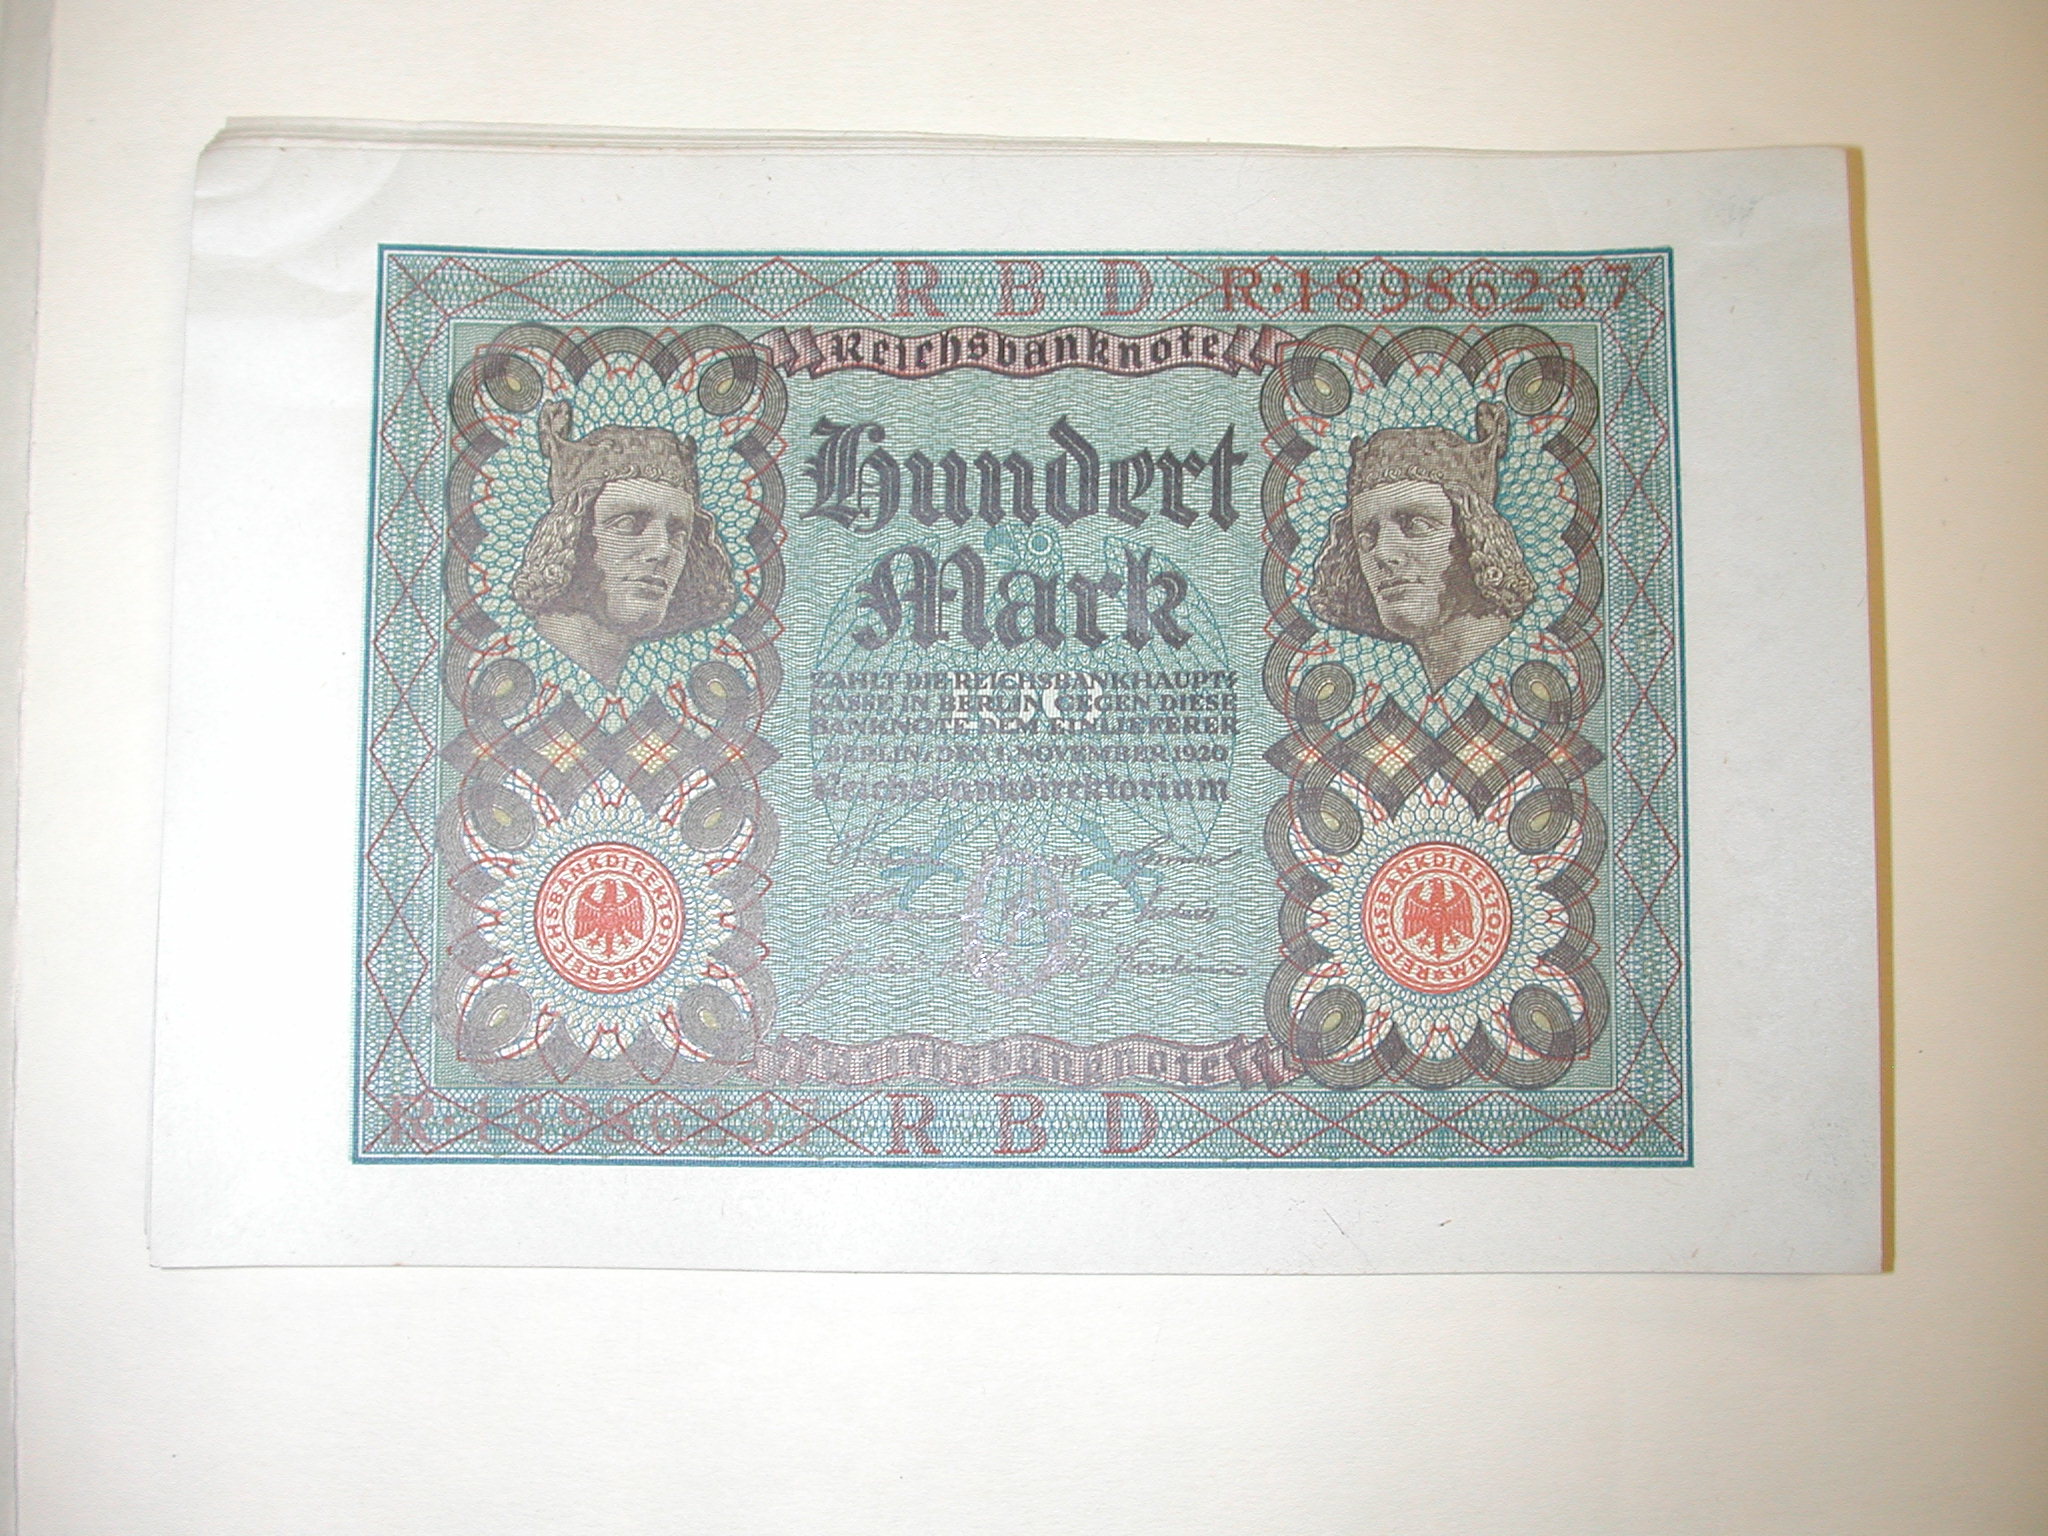 R B D R·18986237
Reichsbanknote
Hundert
Mark
ZAHLT DIE REICHSBANKHAUPT⸗
KASSE IN BERLIN GEGEN DIESE
BANKNOTE DEM EINLIEFERER
BERLIN, DEN 1. NOVEMBER 1920
Reichsbankdirektorium
REICHSBANKDIREKTORIUM
REICHSBANKDIREKTORIUM
Reichsbanknote
R·18986237 R B D